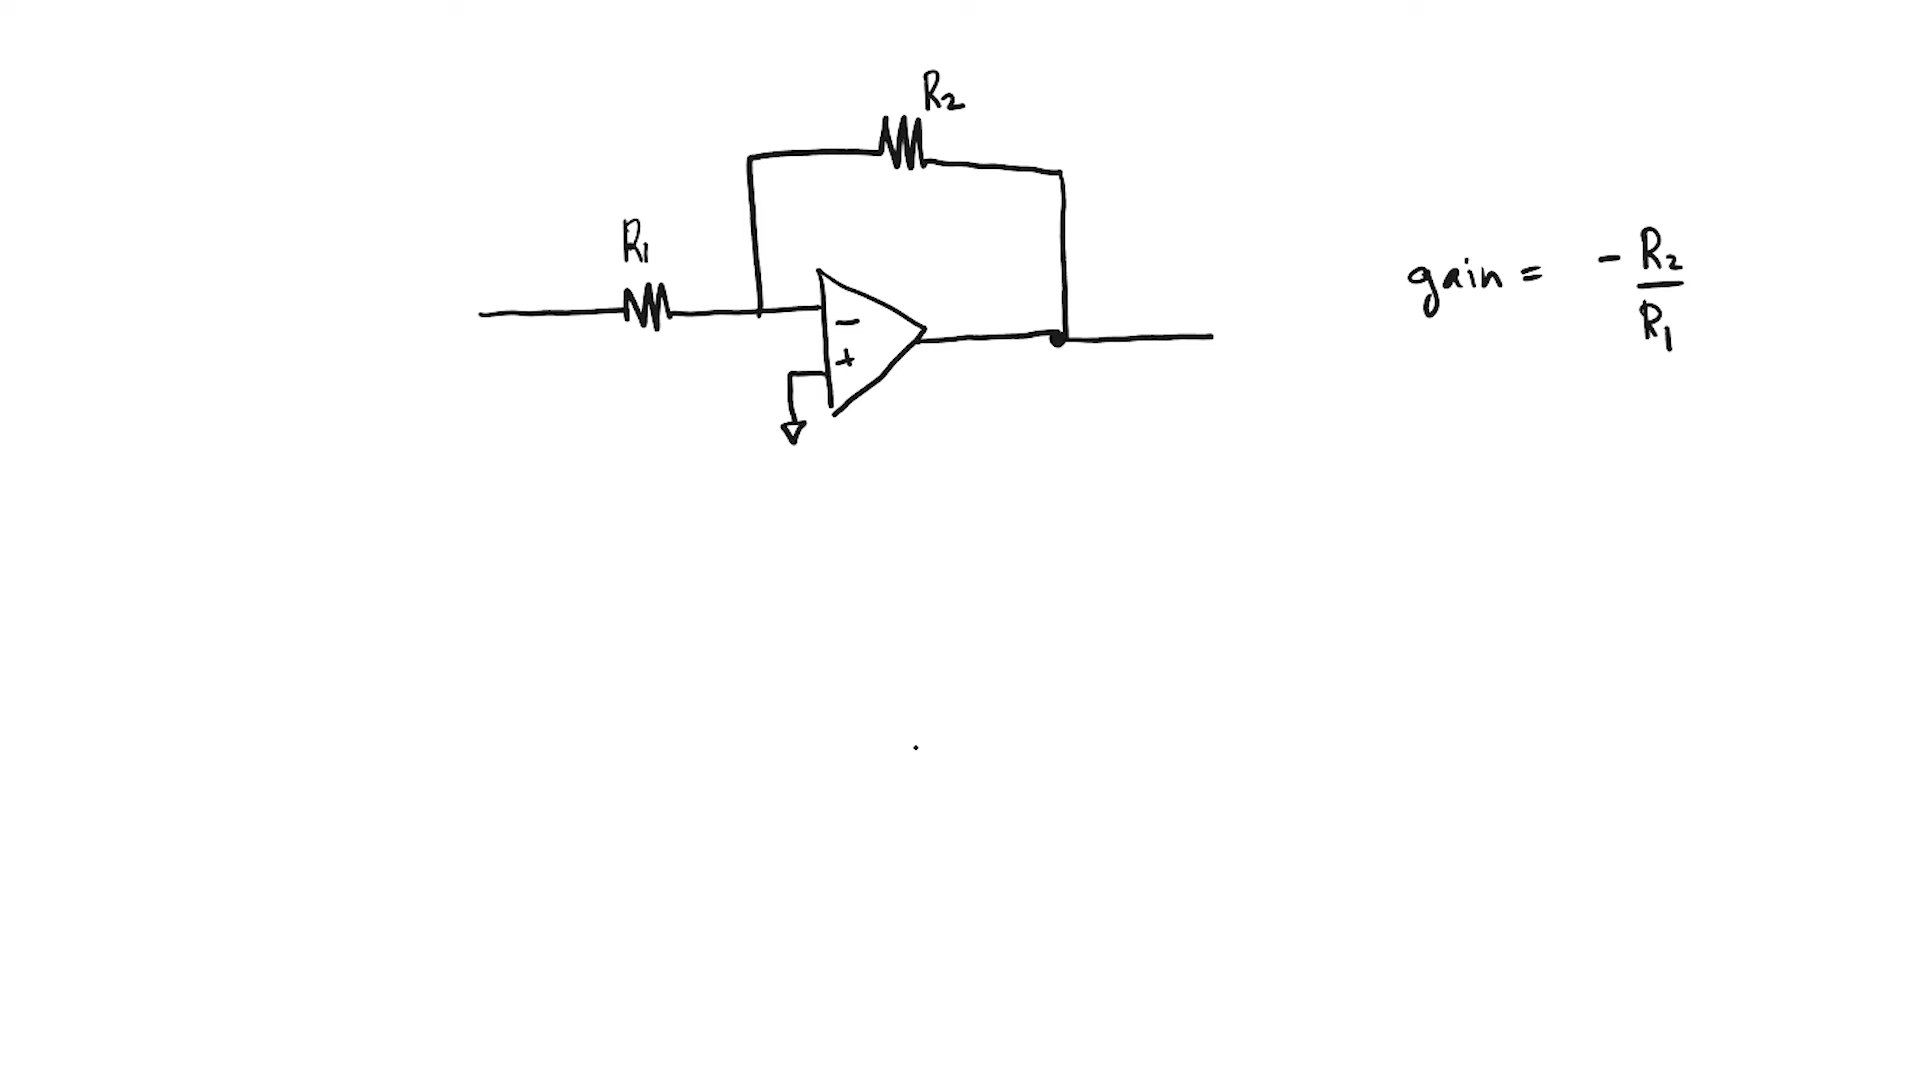 R2
R1
gain = - R2/R1
-
+